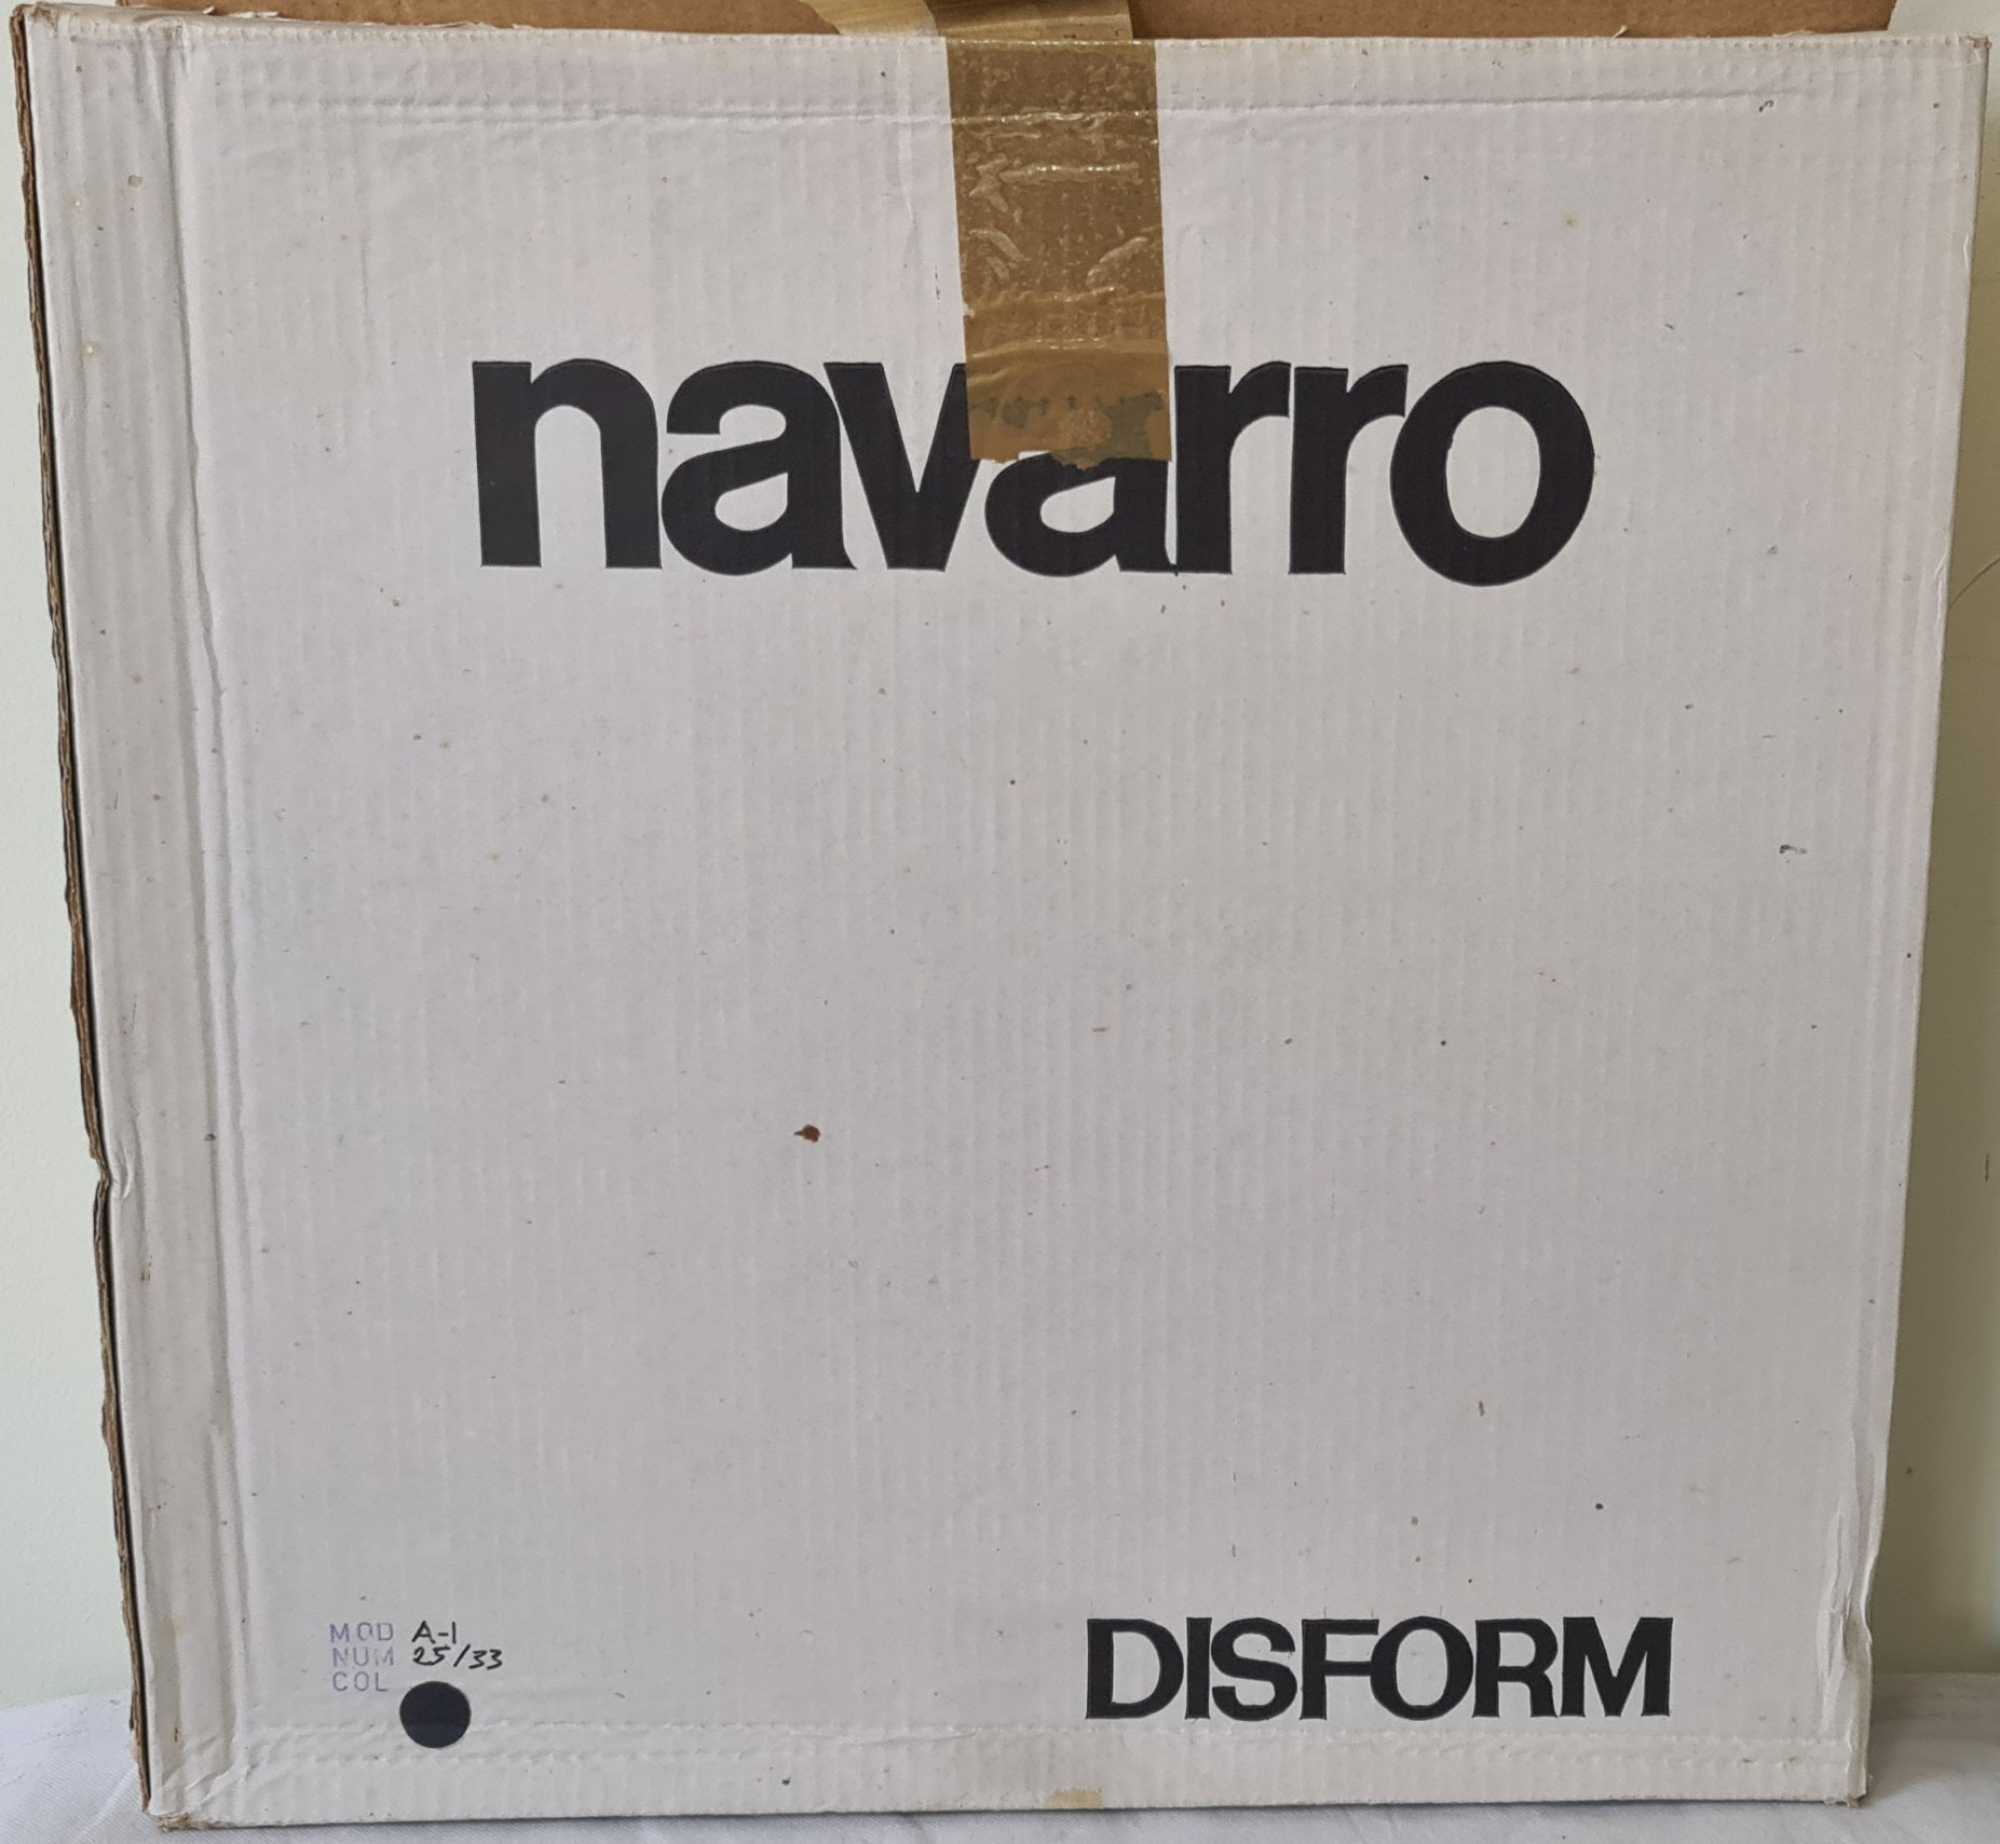 navarro
MOD A-1
NUM 25/33
COL
DISFORM